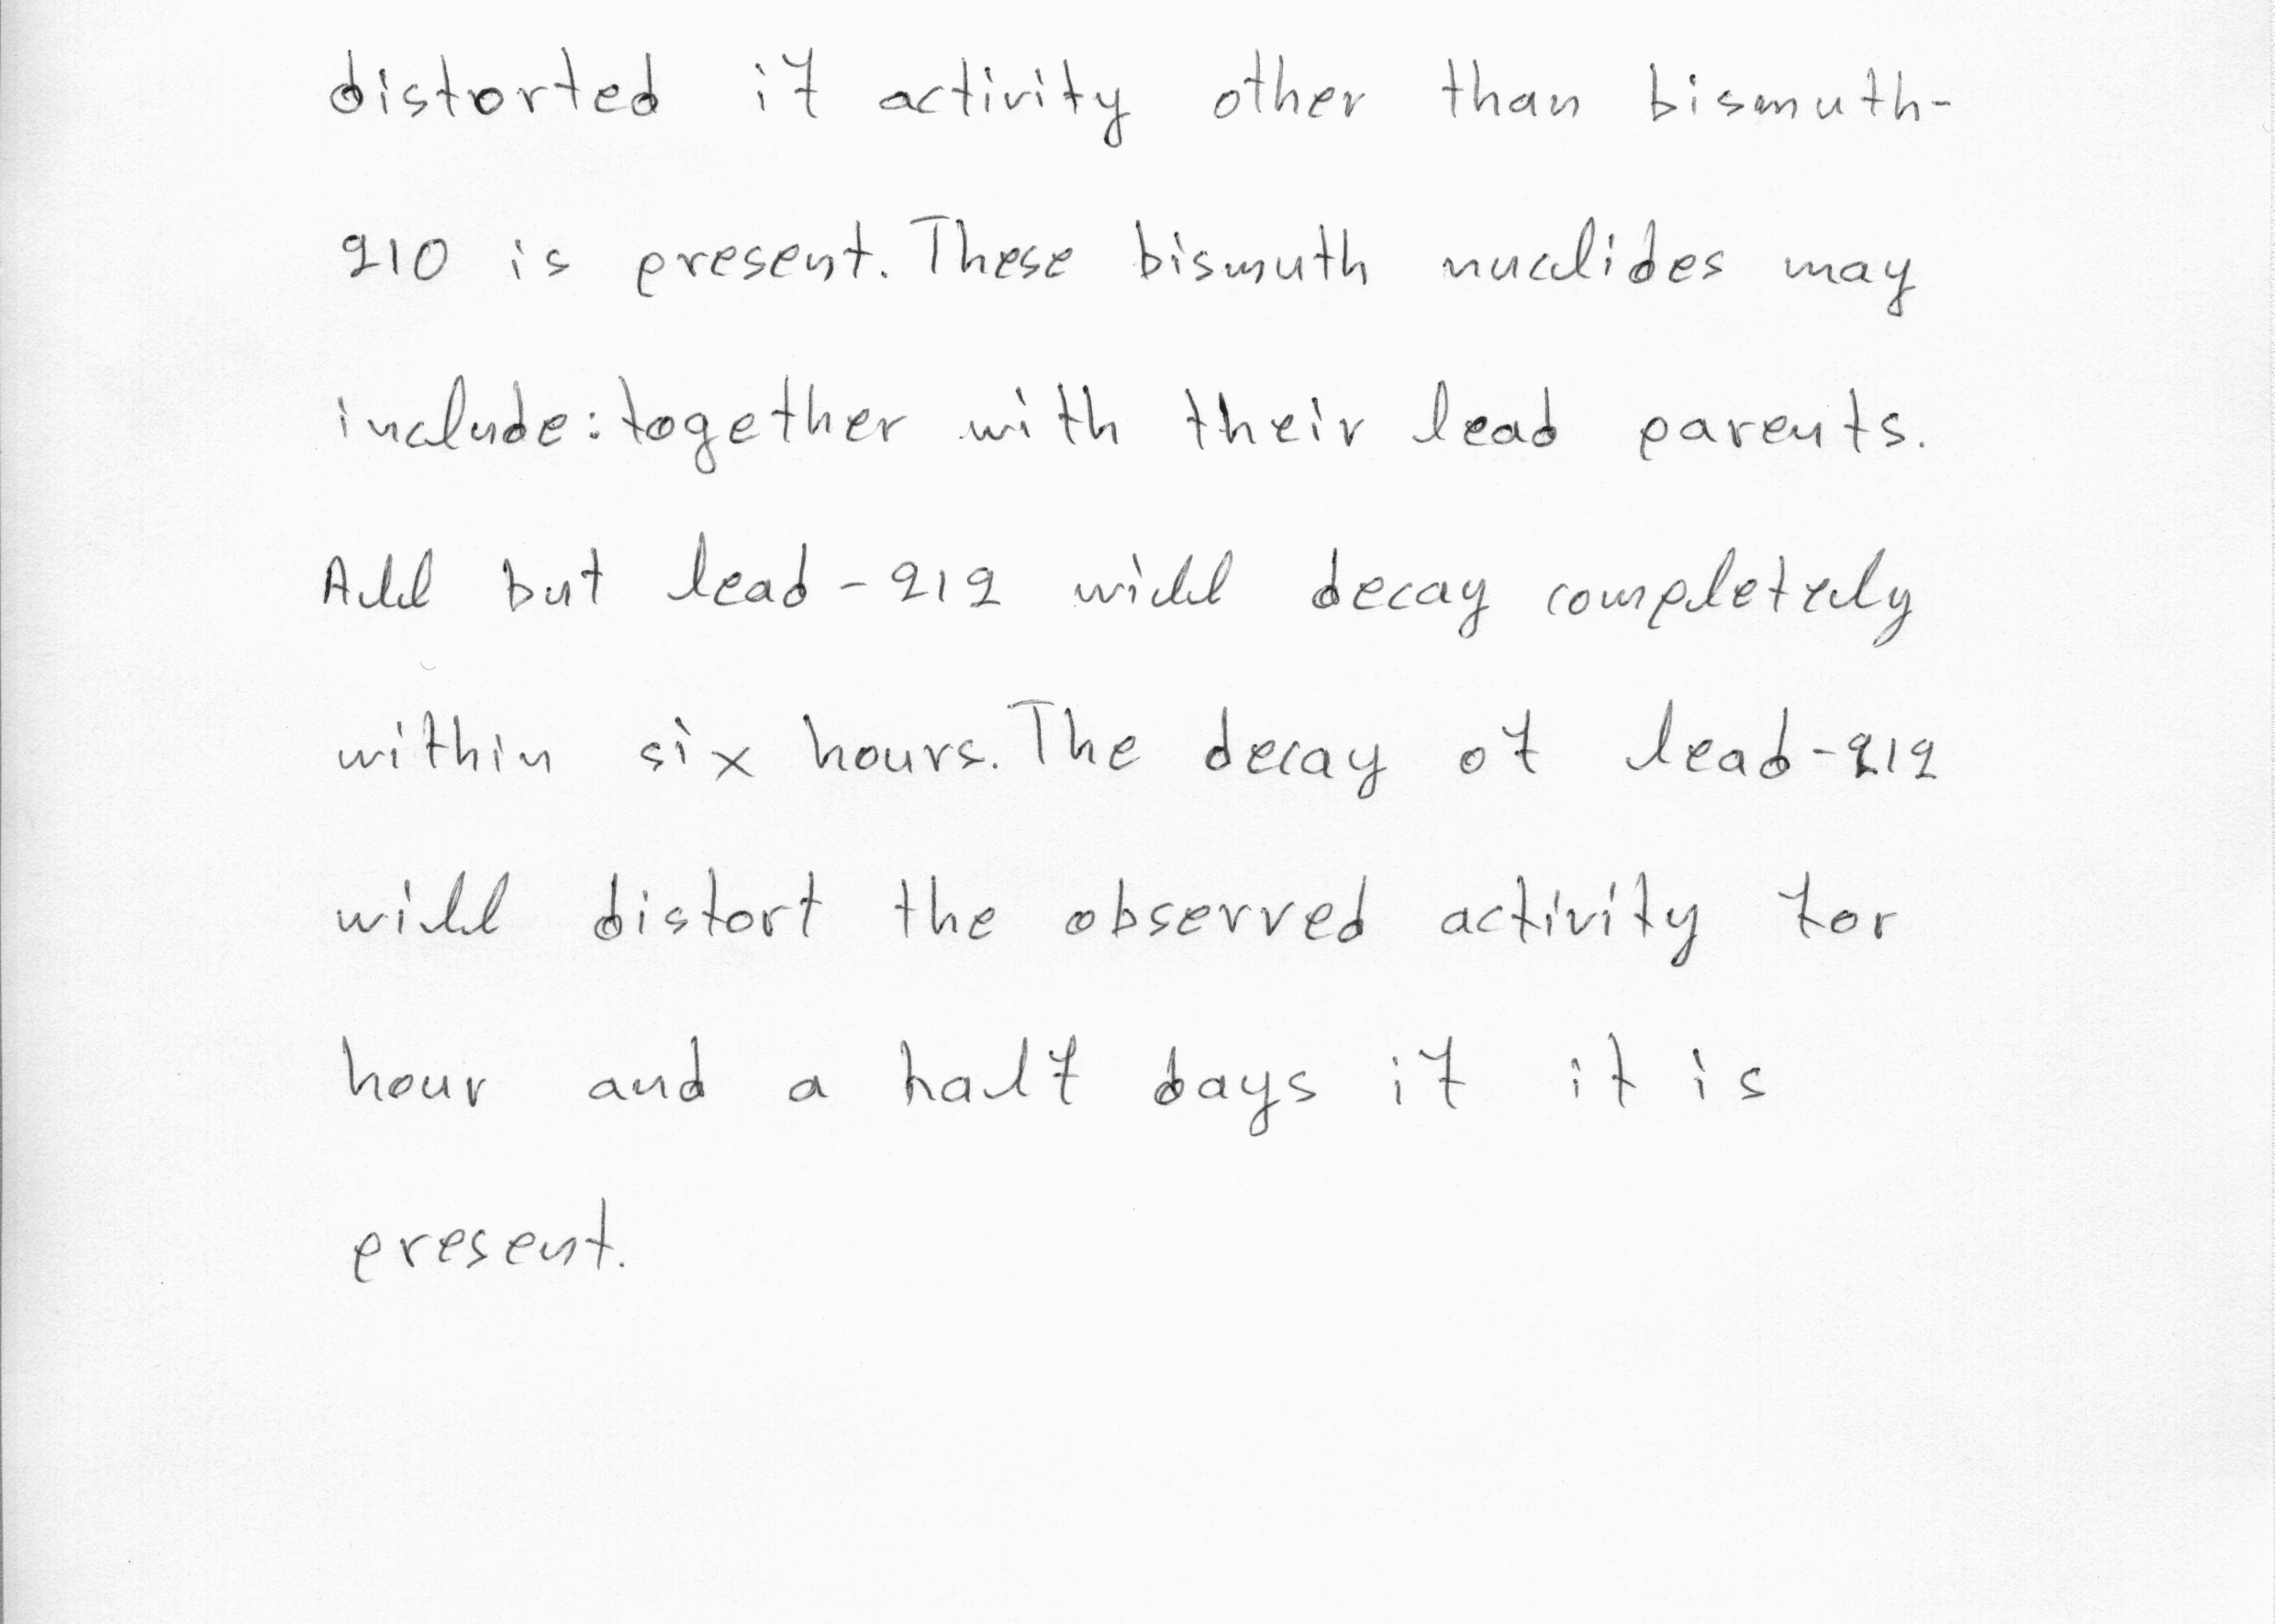 distorted if activity other than bismuth-
210 is present. These bismuth nuclides may
include: together with their lead parents.
All but lead-212 will decay completely
within six hours. The decay of lead-212
will distort the observed activity for
hour and a half days if it is
present.